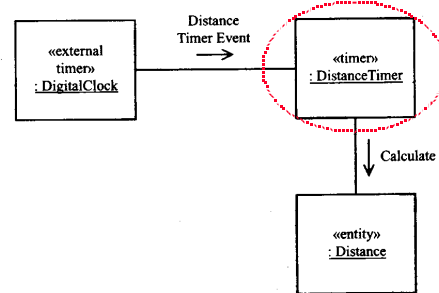 Distance
Timer Event
«external
timer»
: DigitalClock
«timer»
: DistanceTimer
Calculate
«entity»
: Distance